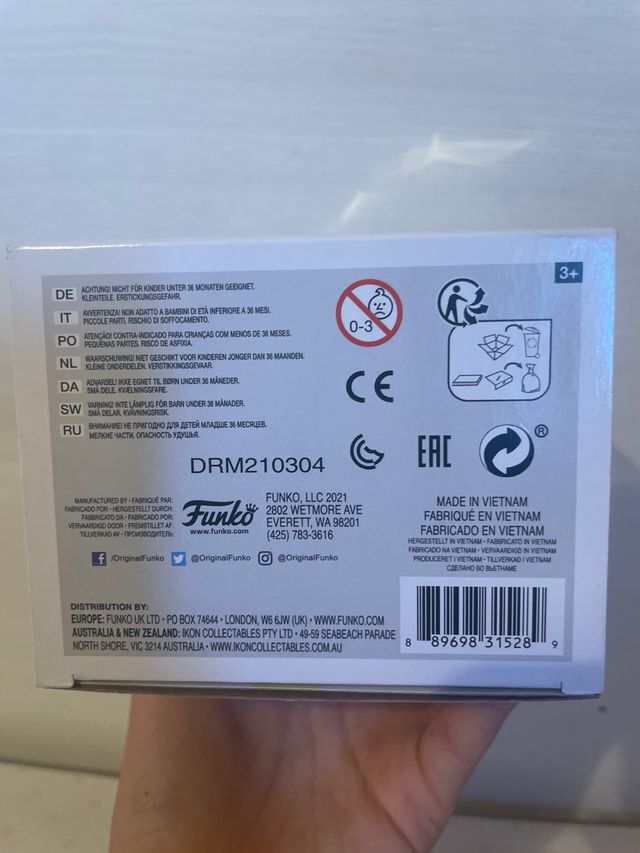 3+
DE ACHTUNG! NICHT FÜR KINDER UNTER 36 MONATEN GEEIGNET.
KLEINTEILE. ERSTICKUNGSGEFAHR.
IT AVVERTENZA! NON ADATTO A BAMBINI DI ETÀ INFERIORE A 36 MESI.
PICCOLE PARTI. RISCHIO DI SOFFOCAMENTO.
PO ATENÇÃO! CONTRA-INDICADO PARA CRIANÇAS COM MENOS DE 36 MESES.
PEQUENAS PARTES. RISCO DE ASFIXIA.
NL WAARSCHUWING! NIET GESCHIKT VOOR KINDEREN JONGER DAN 36 MAANDEN.
KLEINE ONDERDELEN. VERSTIKKINGSGEVAAR.
DA ADVARSEL! IKKE EGNET TIL BØRN UNDER 36 MÅNEDER.
SMÅ DELE. KVÆLNINGSFARE.
SW VARNING! INTE LÄMPLIG FÖR BARN UNDER 36 MÅNADER.
SMÅ DELAR. KVÄVNINGSRISK.
RU ВНИМАНИЕ! НЕ ПРИГОДНО ДЛЯ ДЕТЕЙ МЛАДШЕ 36 МЕСЯЦЕВ.
МЕЛКИЕ ЧАСТИ. ОПАСНОСТЬ УДУШЬЯ.
0-3
CE
DRM210304
EAC
®
MANUFACTURED BY • FABRIQUÉ PAR:
FABRICADO POR • HERGESTELLT DURCH:
FABBRICATO DA • FABRICADO POR:
VERVAARDIGD DOOR • FREMSTILLET AF:
TILLVERKAD AV • ПРОИЗВОДИТЕЛЬ:
Funko
www.funko.com
FUNKO, LLC 2021
2802 WETMORE AVE
EVERETT, WA 98201
(425) 783-3616
/OriginalFunko @OriginalFunko @OriginalFunko
MADE IN VIETNAM
FABRIQUÉ EN VIETNAM
FABRICADO EN VIETNAM
HERGESTELLT IN VIETNAM • FABBRICATO IN VIETNAM
FABRICADO NA VIETNAM • VERVAARDIGD IN VIETNAM
PRODUCERET I VIETNAM • TILLVERKAD I VIETNAM
СДЕЛАНО ВО ВЬЕТНАМЕ
DISTRIBUTION BY:
EUROPE: FUNKO UK LTD • PO BOX 74644 • LONDON, W6 6JW (UK) • WWW.FUNKO.COM
AUSTRALIA & NEW ZEALAND: IKON COLLECTABLES PTY LTD • 49-59 SEABEACH PARADE
NORTH SHORE, VIC 3214 AUSTRALIA • WWW.IKONCOLLECTABLES.COM.AU
8 89698 31528 9